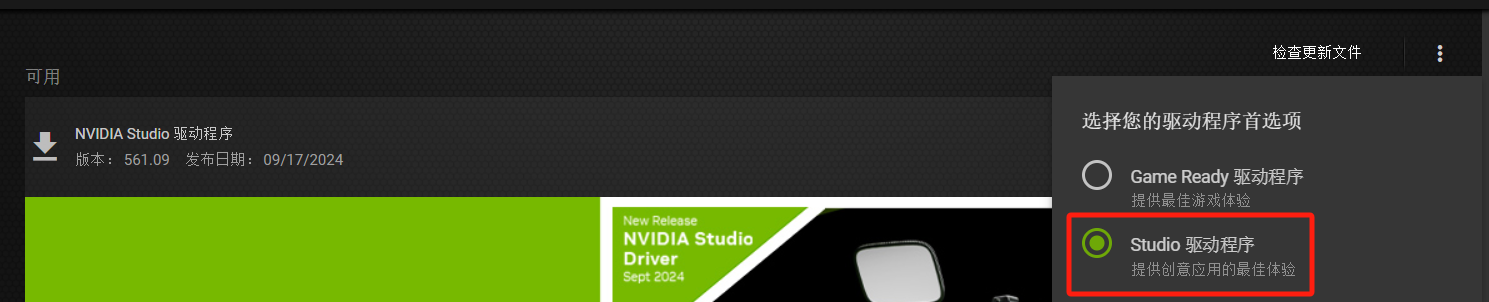 检查更新文件
可用
NVIDIA Studio 驱动程序
版本： 561.09 发布日期： 09/17/2024
New Release
NVIDIA Studio
Driver
Sept 2024
选择您的驱动程序首选项
Game Ready 驱动程序
提供最佳游戏体验
Studio 驱动程序
提供创意应用的最佳体验